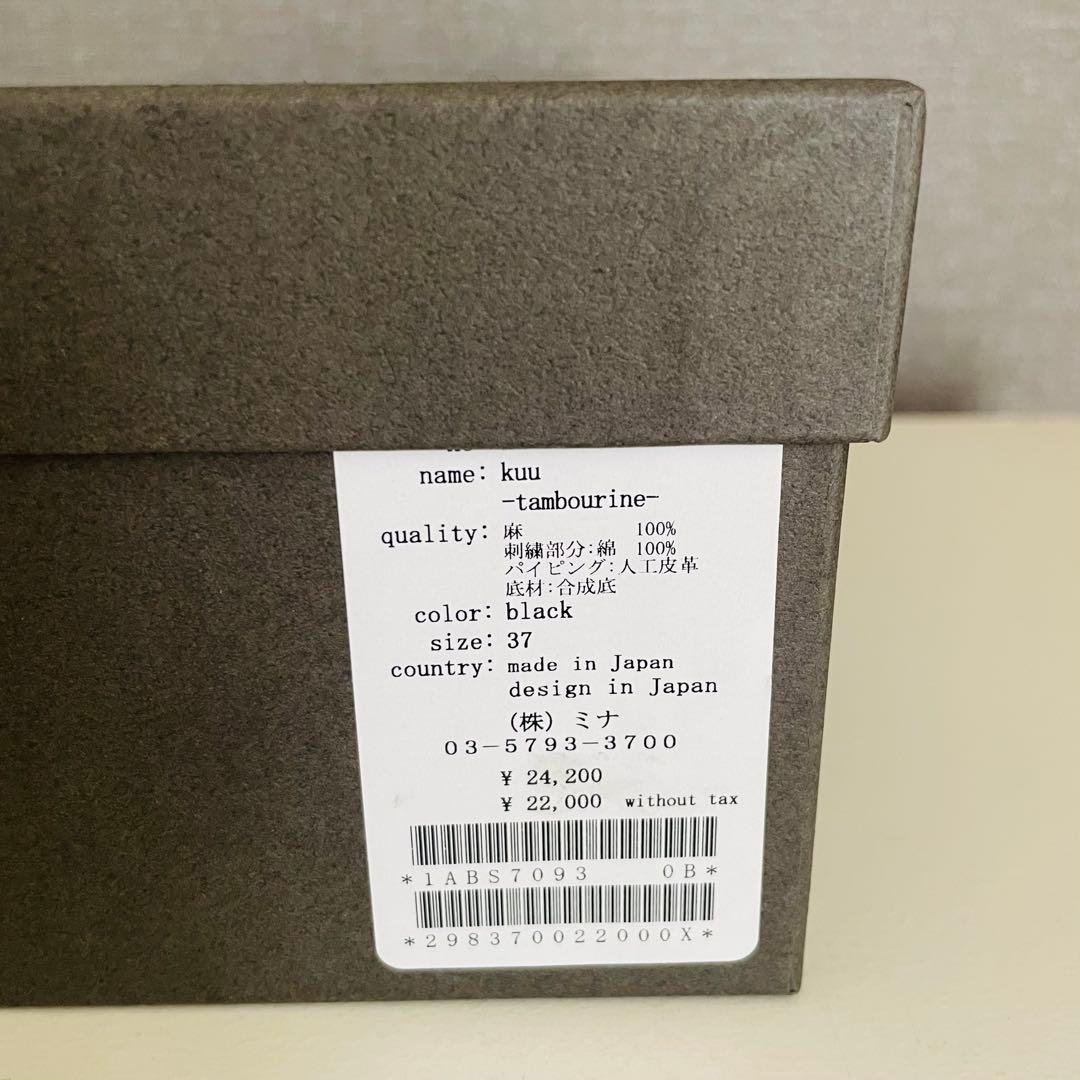 name: kuu
-tambourine-
quality: 麻 100%
刺繍部分:綿 100%
パイピング:人工皮革
底材:合成底
color: black
size: 37
country: made in Japan
design in Japan
(株) ミナ
03-5793-3700
¥ 24,200
¥ 22,000 without tax
*1ABS7093 0B*
*298370022000X*